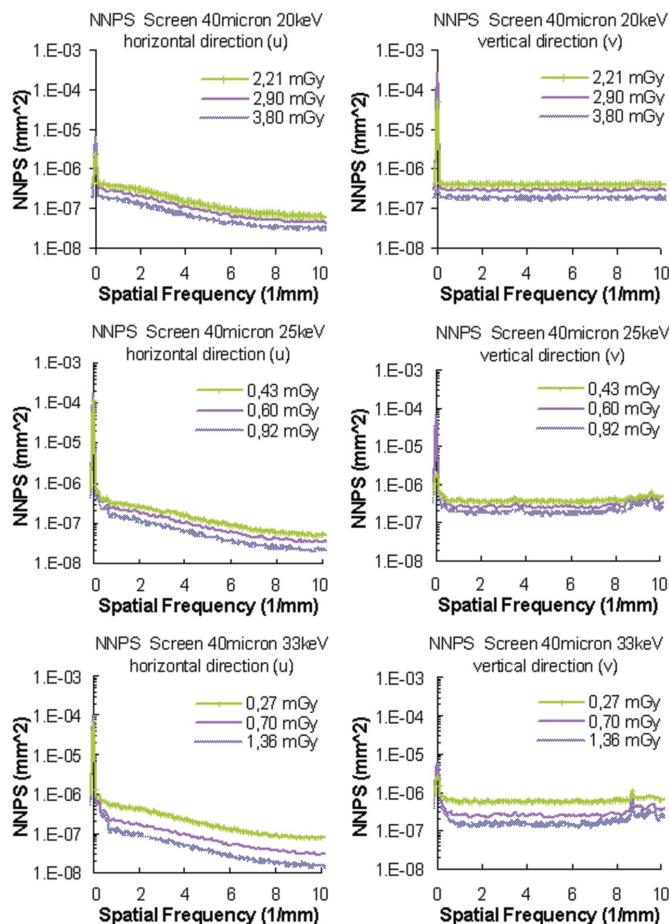 NNPS Screen 40micron 20keV
horizontal direction (u)
NNPS (mm^2)
1.E-03
1.E-04
1.E-05
1.E-06
1.E-07
1.E-08
2,21 mGy
2,90 mGy
3,80 mGy
0 2 4 6 8 10
Spatial Frequency (1/mm)
NNPS Screen 40micron 20keV
vertical direction (v)
NNPS (mm^2)
1.E-03
1.E-04
1.E-05
1.E-06
1.E-07
1.E-08
2,21 mGy
2,90 mGy
3,80 mGy
0 2 4 6 8 10
Spatial Frequency (1/mm)
NNPS Screen 40micron 25keV
horizontal direction (u)
NNPS (mm^2)
1.E-03
1.E-04
1.E-05
1.E-06
1.E-07
1.E-08
0,43 mGy
0,60 mGy
0,92 mGy
0 2 4 6 8 10
Spatial Frequency (1/mm)
NNPS Screen 40micron 25keV
vertical direction (v)
NNPS (mm^2)
1.E-03
1.E-04
1.E-05
1.E-06
1.E-07
1.E-08
0,43 mGy
0,60 mGy
0,92 mGy
0 2 4 6 8 10
Spatial Frequency (1/mm)
NNPS Screen 40micron 33keV
horizontal direction (u)
NNPS (mm^2)
1.E-03
1.E-04
1.E-05
1.E-06
1.E-07
1.E-08
0,27 mGy
0,70 mGy
1,36 mGy
0 2 4 6 8 10
Spatial Frequency (1/mm)
NNPS Screen 40micron 33keV
vertical direction (v)
NNPS (mm^2)
1.E-03
1.E-04
1.E-05
1.E-06
1.E-07
1.E-08
0,27 mGy
0,70 mGy
1,36 mGy
0 2 4 6 8 10
Spatial Frequency (1/mm)